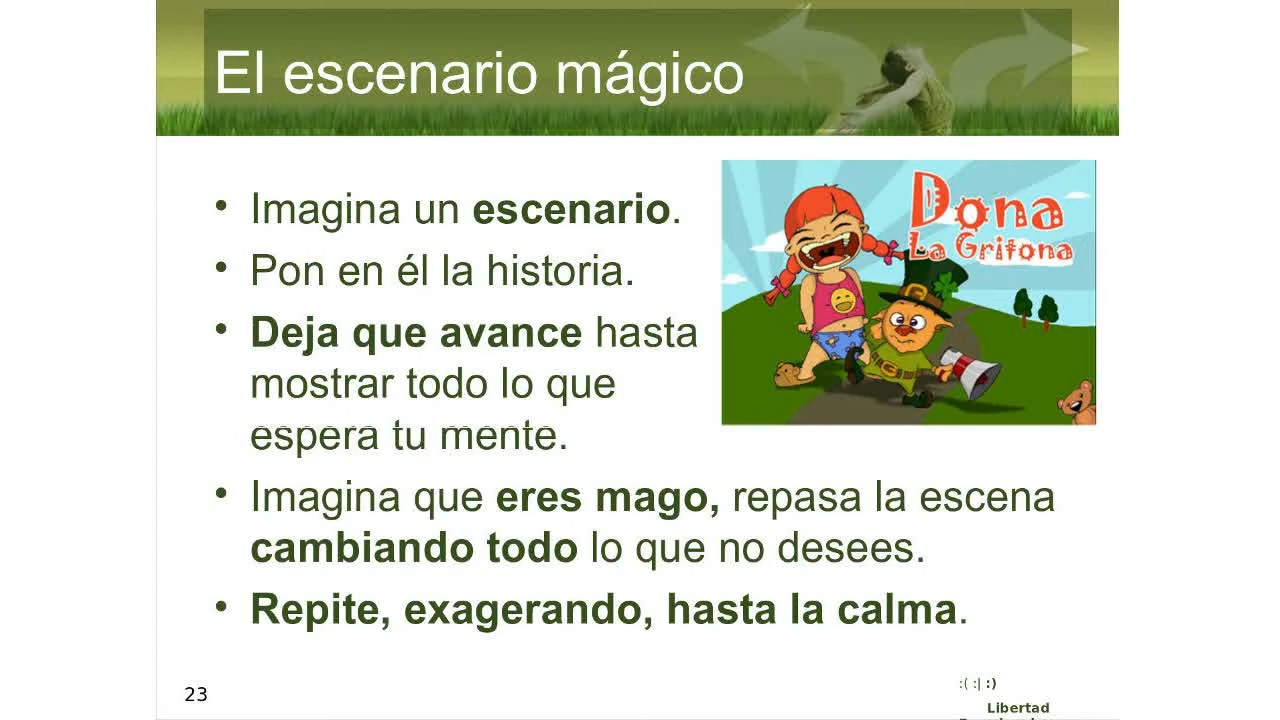 El escenario mágico
• Imagina un escenario.
• Pon en él la historia.
• Deja que avance hasta
mostrar todo lo que
espera tu mente.
Dona
La Gritona
• Imagina que eres mago, repasa la escena
cambiando todo lo que no desees.
• Repite, exagerando, hasta la calma.
23
:( :| :)
Libertad